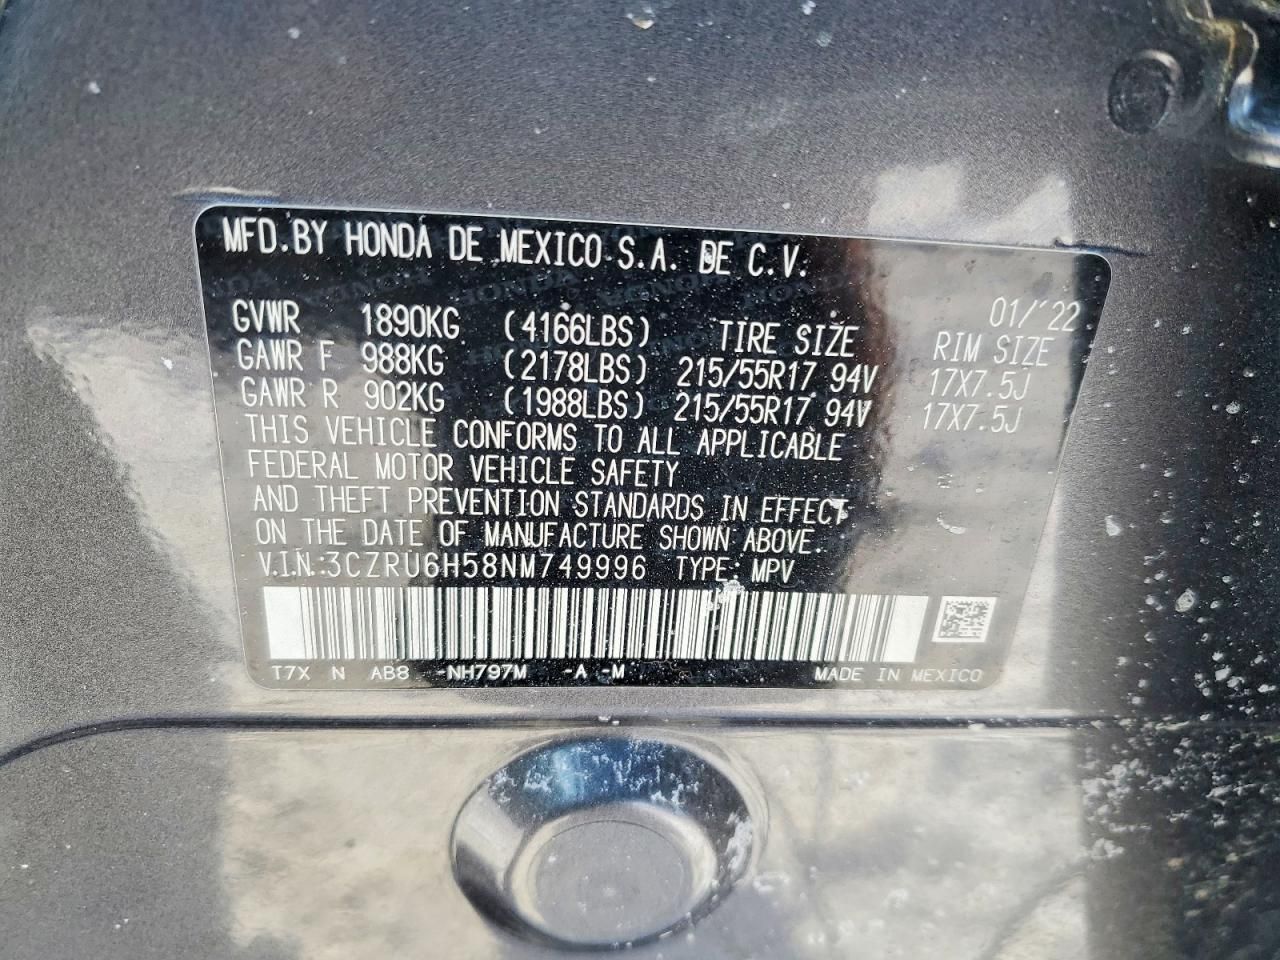 MFD.BY HONDA DE MEXICO S.A. DE C.V.
01/'22
GVWR 1890KG (4166LBS) TIRE SIZE RIM SIZE
GAWR F 988KG (2178LBS) 215/55R17 94V 17X7.5J
GAWR R 902KG (1988LBS) 215/55R17 94V 17X7.5J
THIS VEHICLE CONFORMS TO ALL APPLICABLE
FEDERAL MOTOR VEHICLE SAFETY
AND THEFT PREVENTION STANDARDS IN EFFECT
ON THE DATE OF MANUFACTURE SHOWN ABOVE.
V.I.N.:3CZRU6H58NM749996 TYPE: MPV
T7X N AB8 -NH797M -A -M MADE IN MEXICO